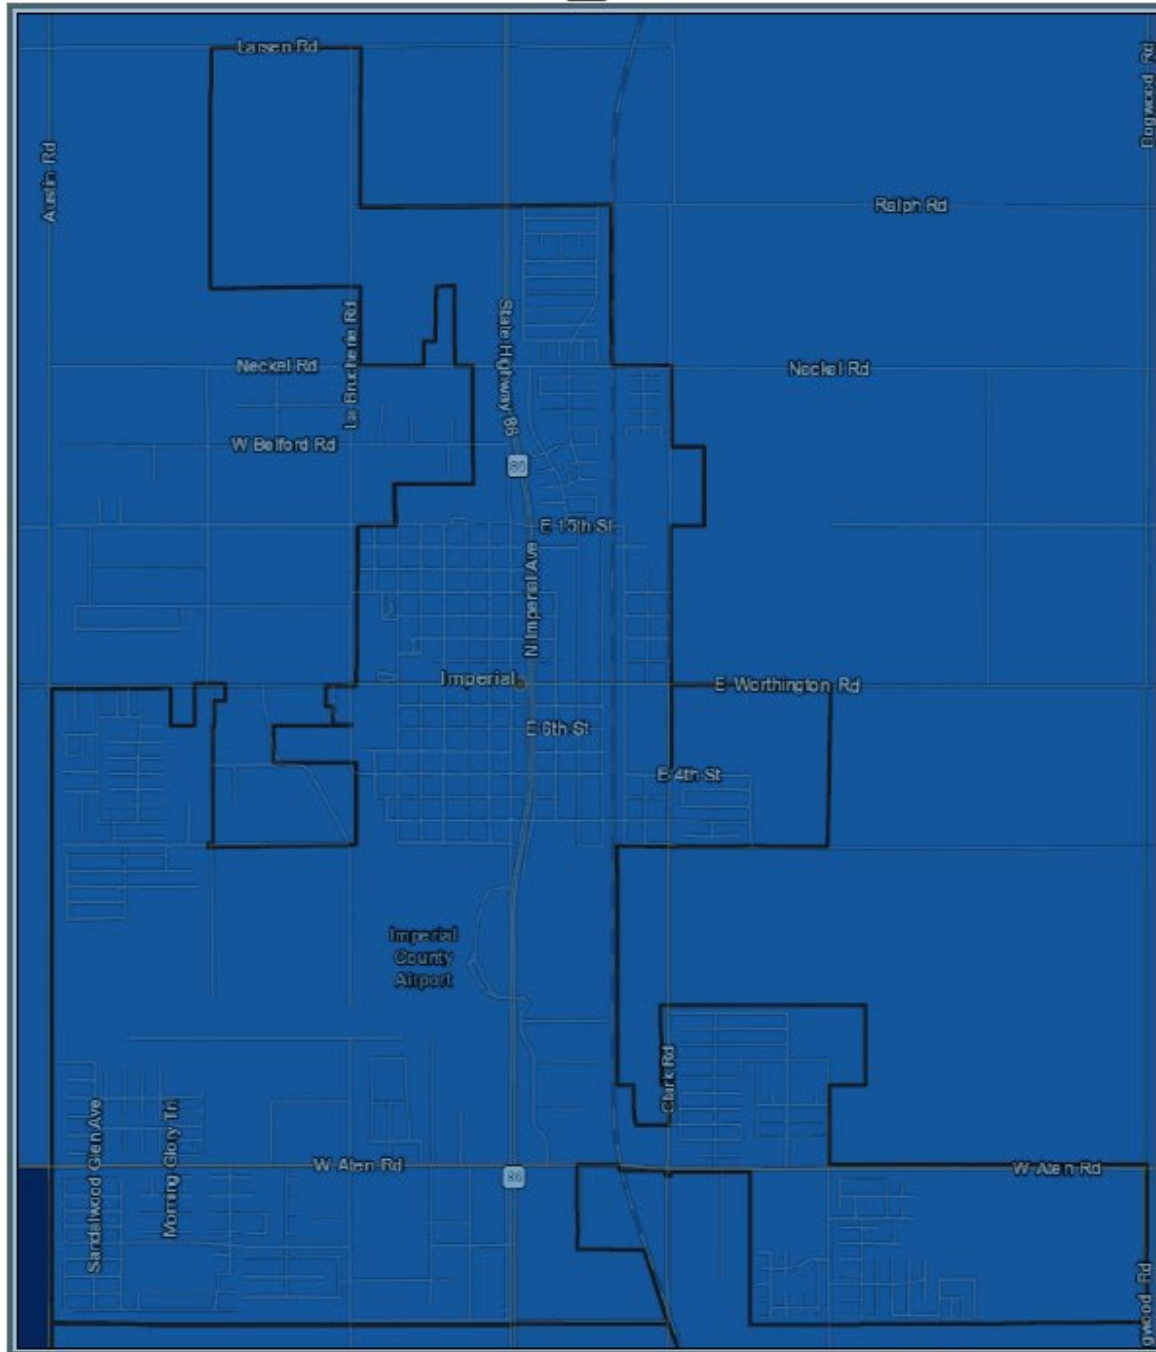 Larsen Rd
Dogwood Rd
Austin Rd
Ralph Rd
La Brucherie Rd
State Highway 86
Neckel Rd
Neckel Rd
W Belford Rd
86
E 15th St
N Imperial Ave
Imperial
E Worthington Rd
E 6th St
E 4th St
Imperial
County
Airport
Clark Rd
Sandalwood Glen Ave
Morning Glory Trl
W Aten Rd
86
W Aten Rd
gwood Rd